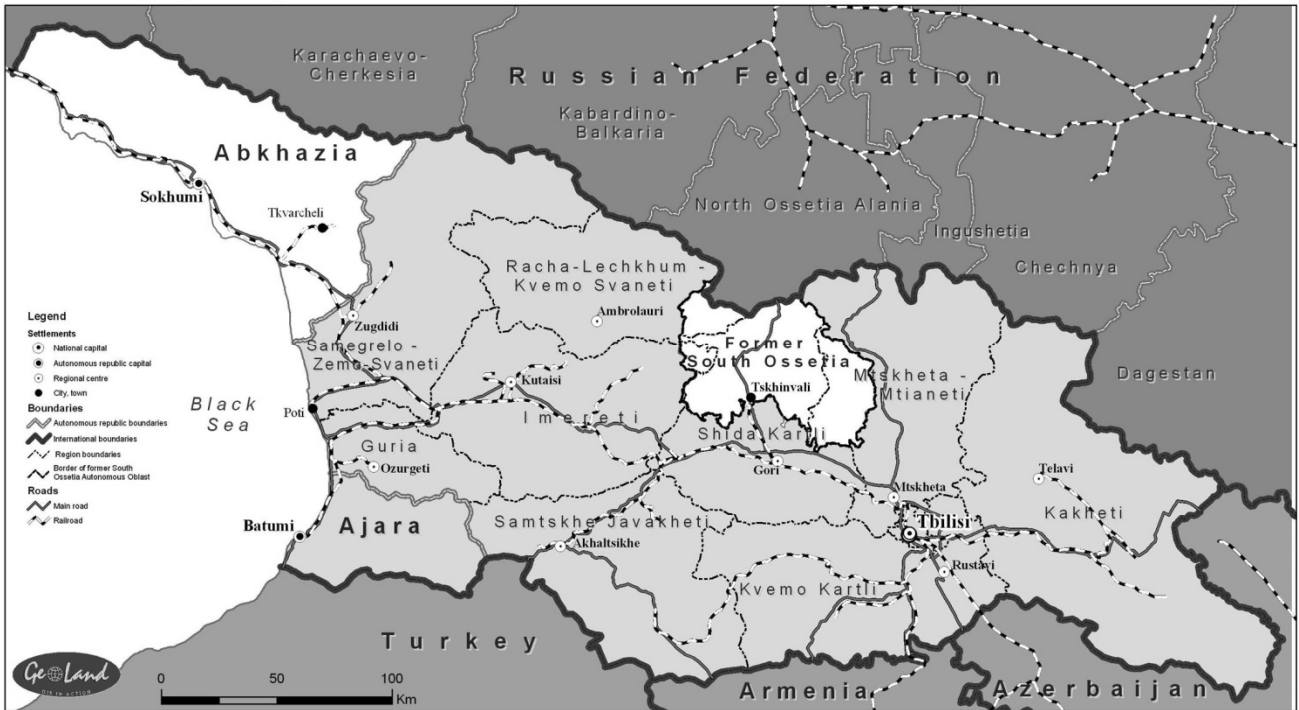 Karachaevo-
Cherkesia
Russian Federation
Kabardino-
Balkaria
Abkhazia
Sokhumi
Tkvarcheli
North Ossetia Alania
Ingushetia
Chechnya
Dagestan
Racha-Lechkhum -
Kvemo Svaneti
Ambrolauri
Zugdidi
Samegrelo -
Zemo-Svaneti
Former
South Ossetia
Tskhinvali
Mtskheta -
Mtianeti
Kutaisi
Imereti
Black
Sea
Poti
Shida Kartli
Gori
Guria
Ozurgeti
Telavi
Mtskheta
Kakheti
Batumi
Ajara
Samtskhe Javakheti
Akhaltsikhe
Tbilisi
Rustavi
Kvemo Kartli
Turkey
Armenia
Azerbaijan
Legend
Settlements
National capital
Autonomous republic capital
Regional centre
City, town
Boundaries
Autonomous republic boundaries
International boundaries
Region boundaries
Border of former South
Ossetia Autonomous Oblast
Roads
Main road
Railroad
GeoLand
GIS IN ACTION
0 50 100
Km